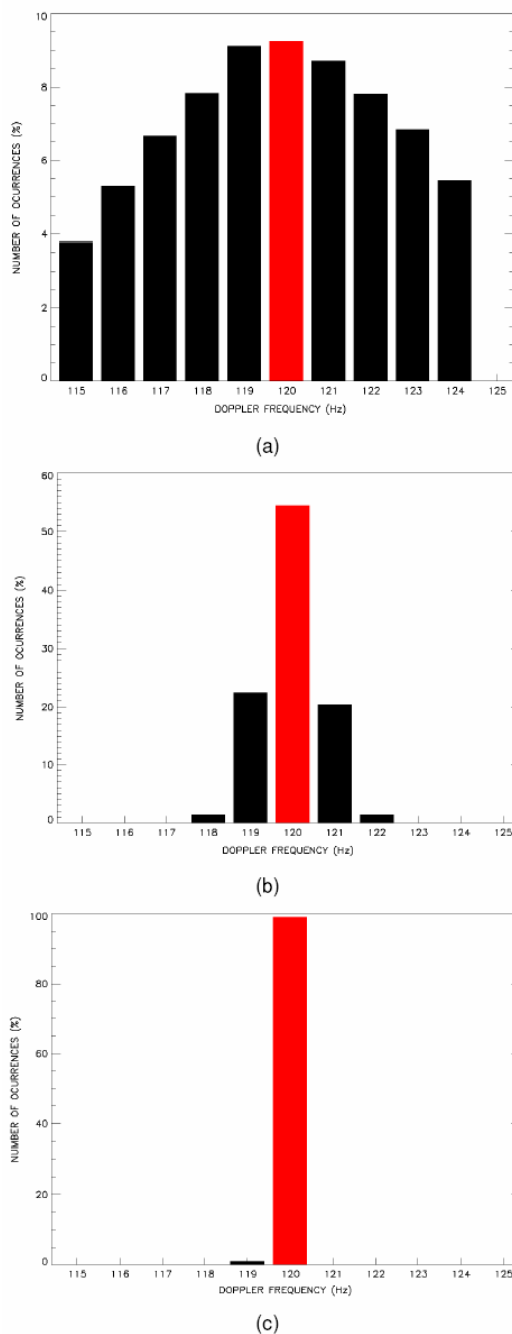 10
8
6
4
2
0
NUMBER OF OCURRENCES (%)
115 116 117 118 119 120 121 122 123 124 125
DOPPLER FREQUENCY (Hz)
(a)
60
50
40
30
20
10
0
NUMBER OF OCURRENCES (%)
115 116 117 118 119 120 121 122 123 124 125
DOPPLER FREQUENCY (Hz)
(b)
100
80
60
40
20
0
NUMBER OF OCURRENCES (%)
115 116 117 118 119 120 121 122 123 124 125
DOPPLER FREQUENCY (Hz)
(c)